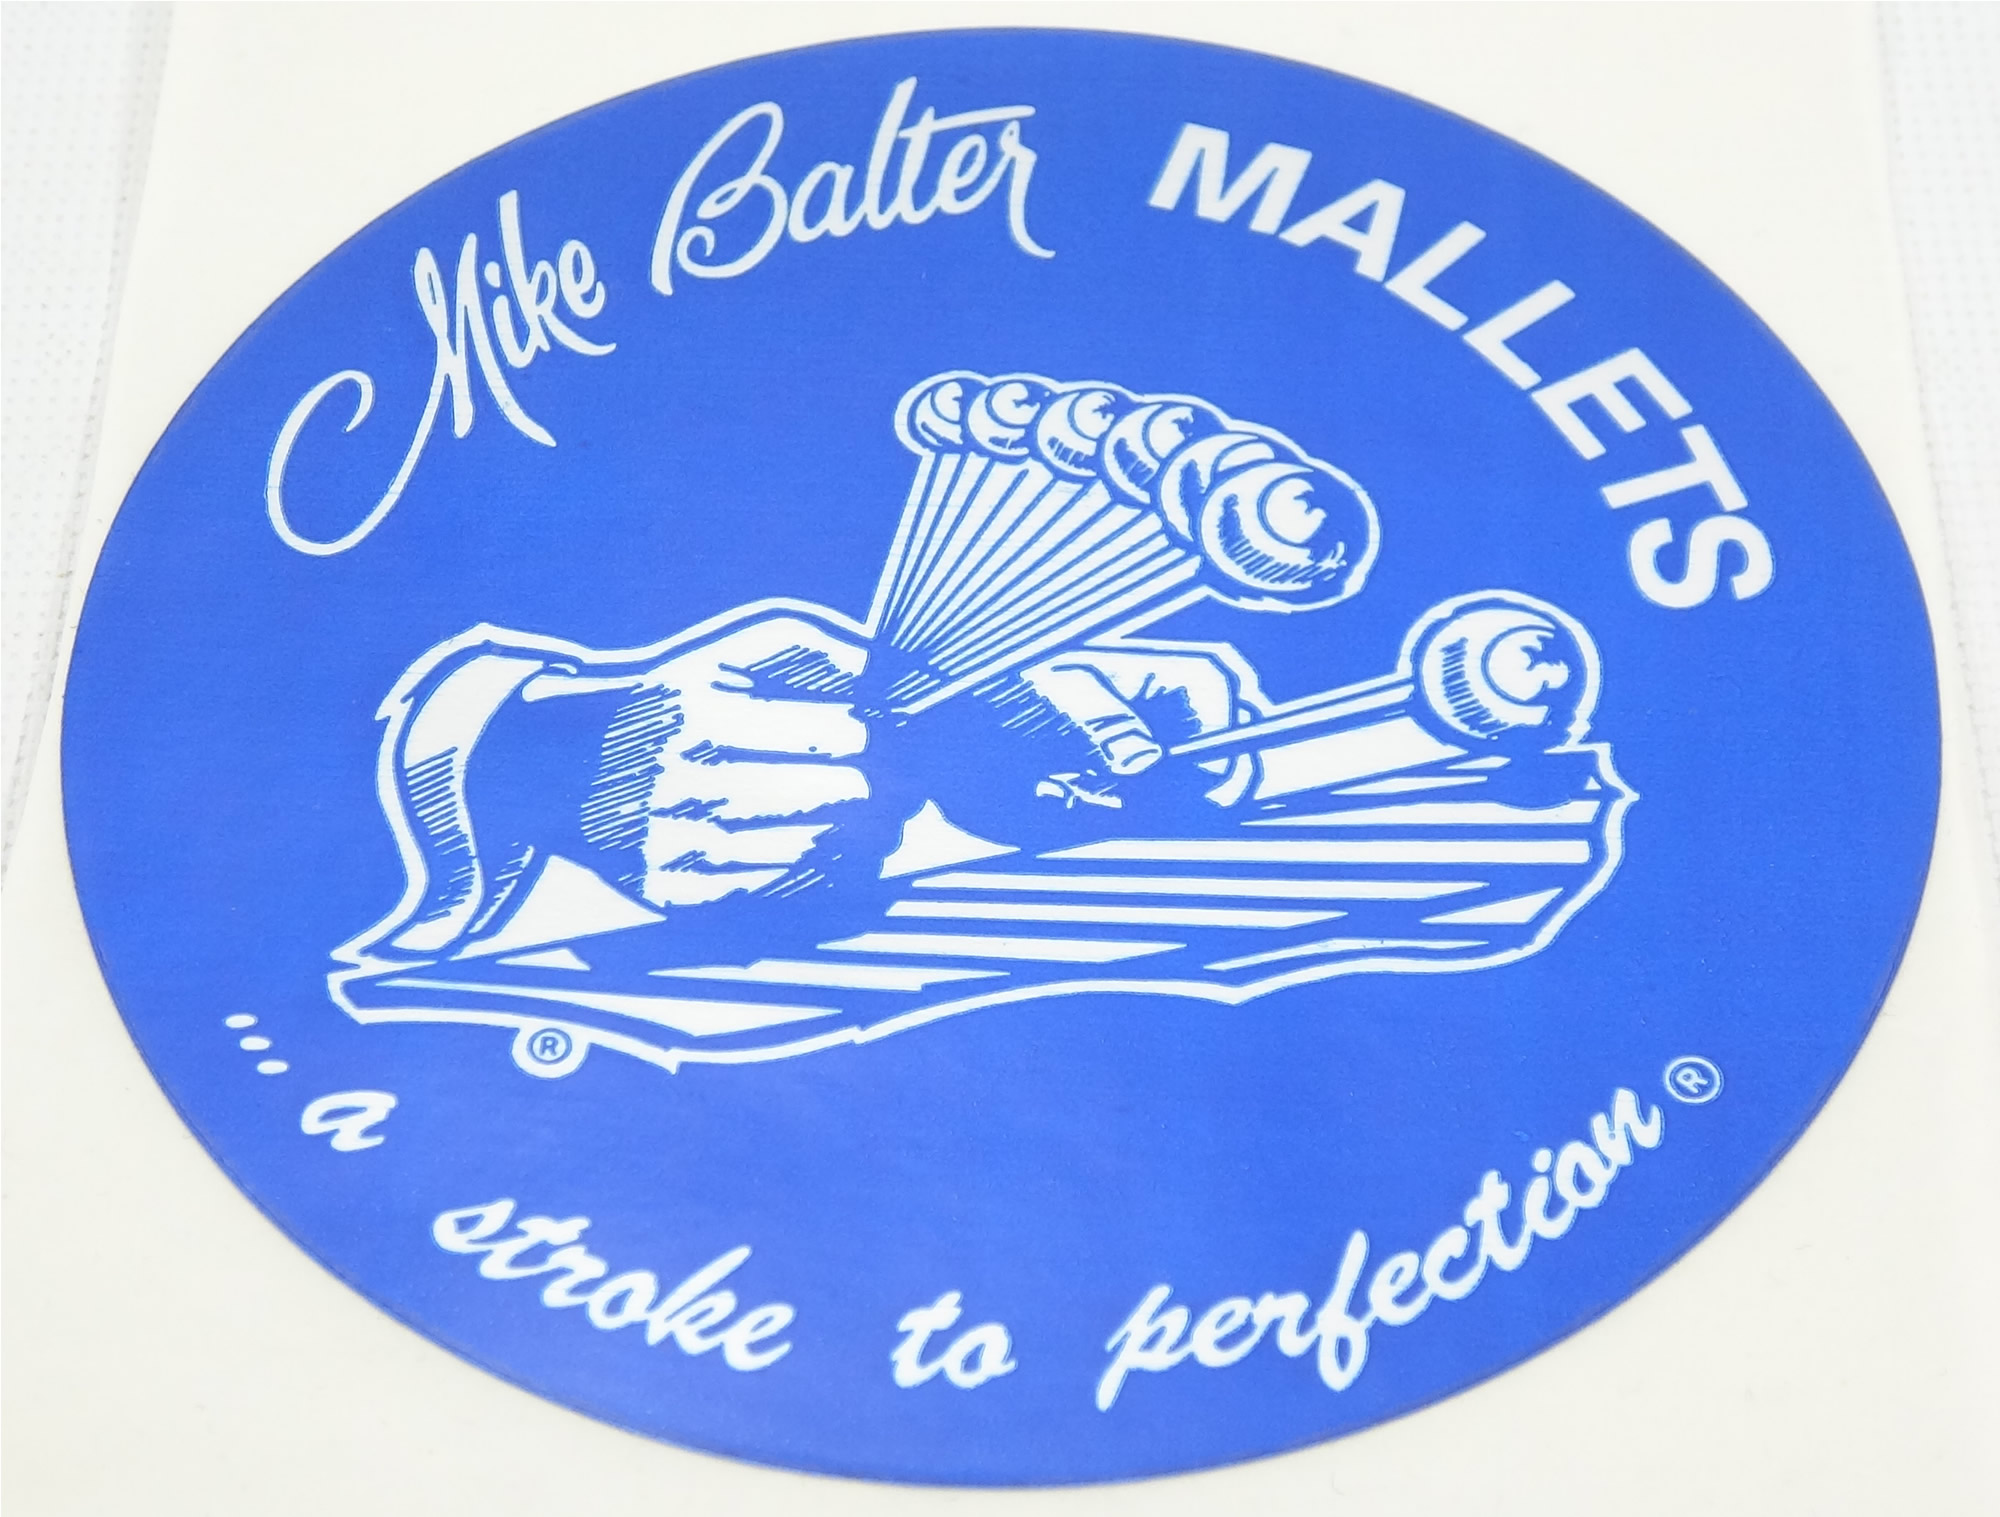 Mike Balter MALLETS
®
...a stroke to perfection®